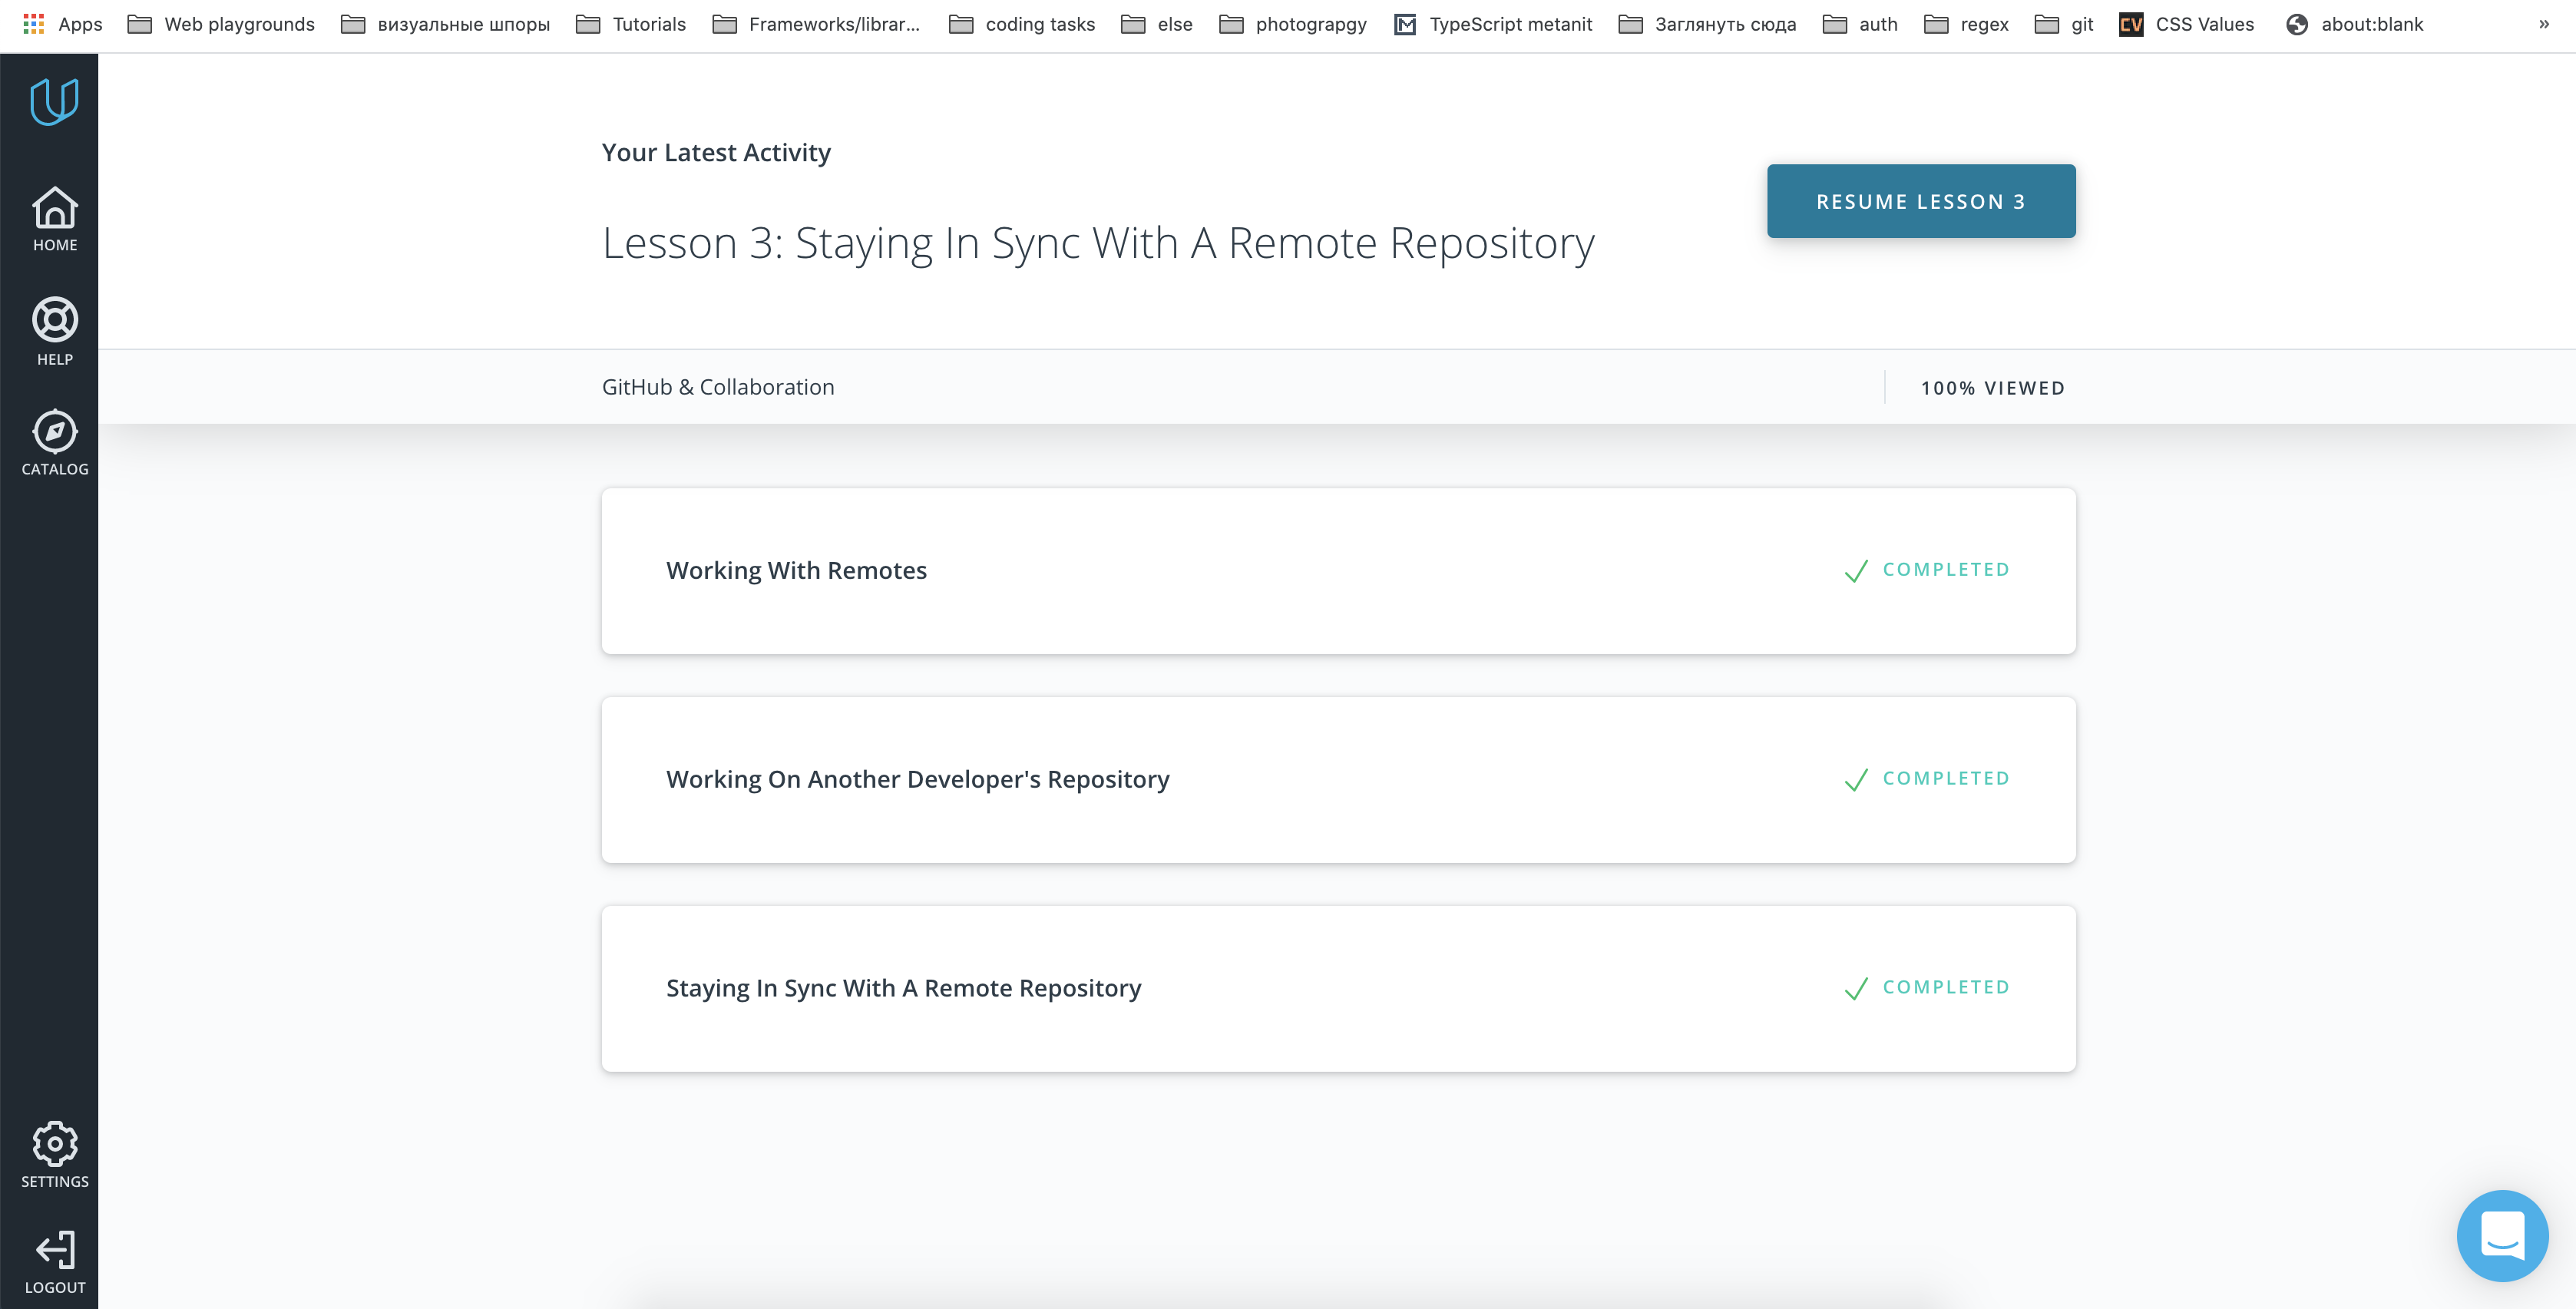 Apps Web playgrounds визуальные шпоры Tutorials Frameworks/librar... coding tasks else photograpgy TypeScript metanit Заглянуть сюда auth regex git CV CSS Values about:blank »
HOME
HELP
CATALOG
SETTINGS
LOGOUT
Your Latest Activity
RESUME LESSON 3
Lesson 3: Staying In Sync With A Remote Repository
GitHub & Collaboration 100% VIEWED
Working With Remotes COMPLETED
Working On Another Developer's Repository COMPLETED
Staying In Sync With A Remote Repository COMPLETED